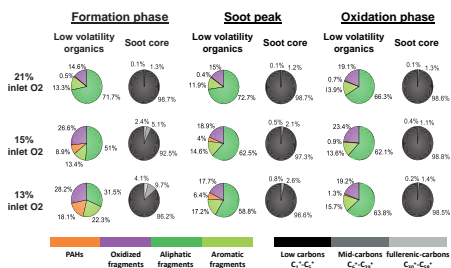 Formation phase Soot peak Oxidation phase
Low volatility organics Soot core Low volatility organics Soot core Low volatility organics Soot core
21% inlet O2
14.6% 0.5% 13.3% 71.7% 0.1% 1.3% 98.7% 15% 0.4% 11.9% 72.7% 0.1% 1.2% 98.7% 19.1% 0.7% 13.9% 66.3% 0.1% 1.3% 98.6%
15% inlet O2
26.6% 8.9% 13.4% 51% 2.4% 5.1% 92.5% 18.9% 4% 14.6% 62.5% 0.5% 2.1% 97.3% 23.4% 0.9% 13.6% 62.1% 0.4% 1.1% 98.8%
13% inlet O2
28.2% 18.1% 22.3% 31.5% 4.1% 9.7% 86.2% 17.7% 6.4% 17.2% 58.8% 0.8% 2.6% 96.6% 19.2% 1.3% 15.7% 63.8% 0.2% 1.4% 98.5%
PAHs Oxidized fragments Aliphatic fragments Aromatic fragments Low carbons Mid-carbons fullerenic-carbons